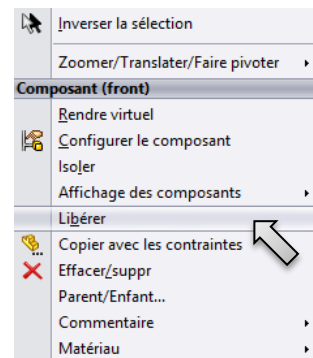 Inverser la sélection
Zoomer/Translater/Faire pivoter
Composant (front)
Rendre virtuel
Configurer le composant
Isoler
Affichage des composants
Libérer
Copier avec les contraintes
Effacer/suppr
Parent/Enfant...
Commentaire
Matériau